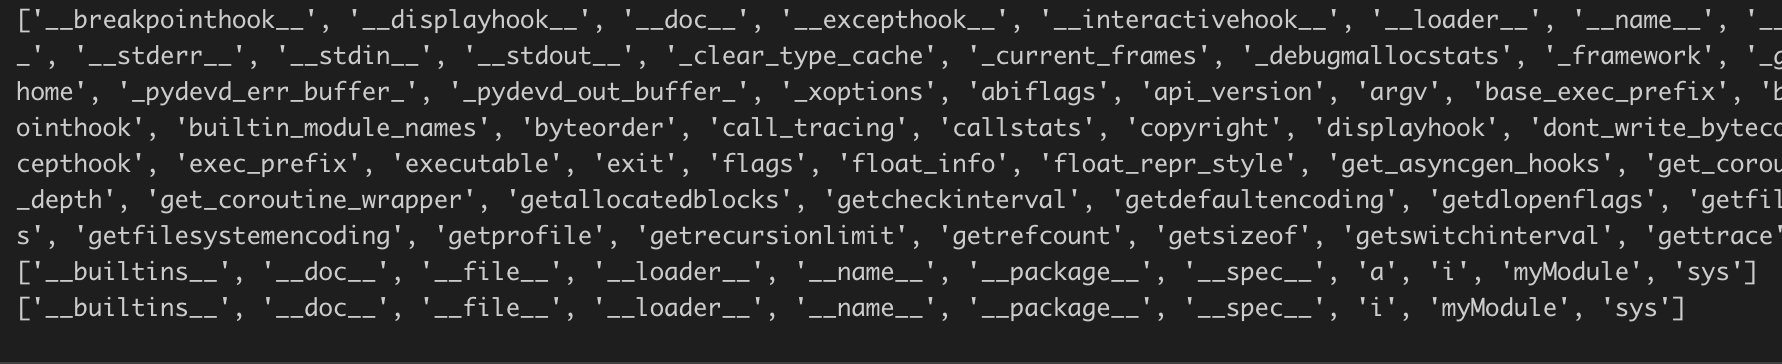 ['__breakpointhook__', '__displayhook__', '__doc__', '__excepthook__', '__interactivehook__', '__loader__', '__name__', '__
_', '__stderr__', '__stdin__', '__stdout__', '_clear_type_cache', '_current_frames', '_debugmallocstats', '_framework', '_g
home', '_pydevd_err_buffer_', '_pydevd_out_buffer_', '_xoptions', 'abiflags', 'api_version', 'argv', 'base_exec_prefix', 'b
ointhook', 'builtin_module_names', 'byteorder', 'call_tracing', 'callstats', 'copyright', 'displayhook', 'dont_write_byteco
cepthook', 'exec_prefix', 'executable', 'exit', 'flags', 'float_info', 'float_repr_style', 'get_asyncgen_hooks', 'get_corou
_depth', 'get_coroutine_wrapper', 'getallocatedblocks', 'getcheckinterval', 'getdefaultencoding', 'getdlopenflags', 'getfil
s', 'getfilesystemencoding', 'getprofile', 'getrecursionlimit', 'getrefcount', 'getsizeof', 'getswitchinterval', 'gettrace'
['__builtins__', '__doc__', '__file__', '__loader__', '__name__', '__package__', '__spec__', 'a', 'i', 'myModule', 'sys']
['__builtins__', '__doc__', '__file__', '__loader__', '__name__', '__package__', '__spec__', 'i', 'myModule', 'sys']